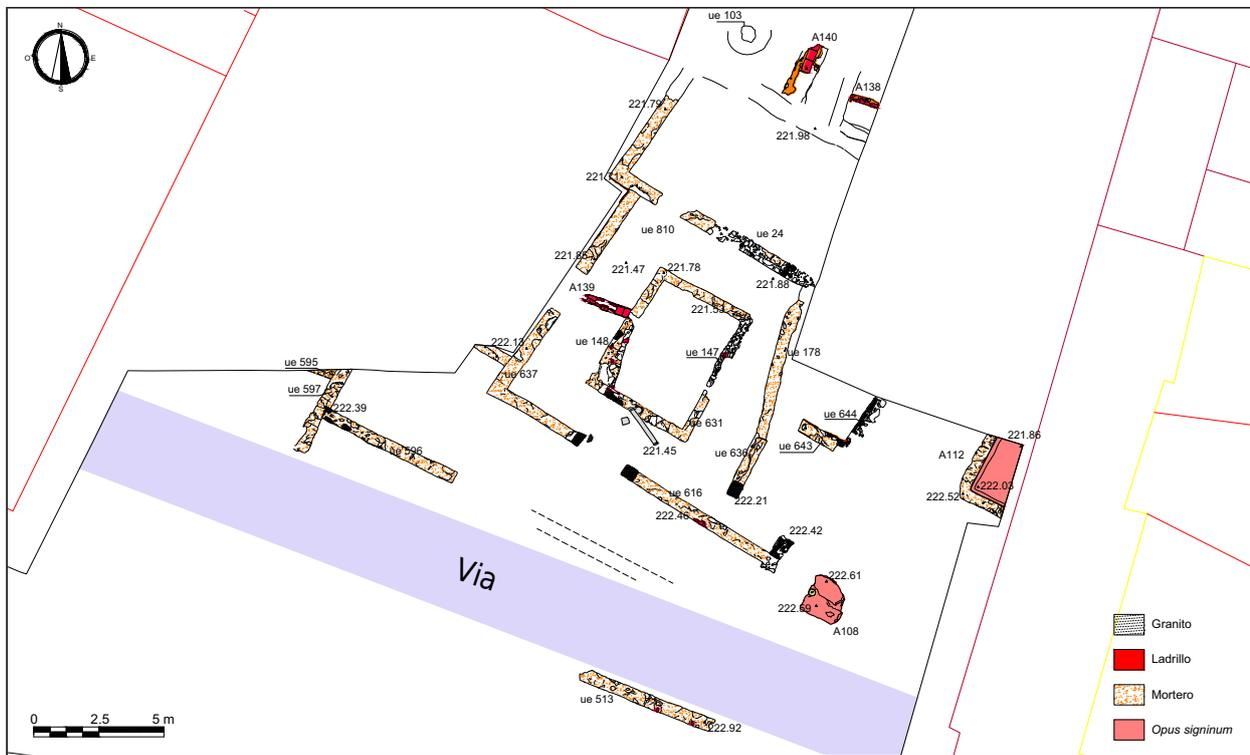 ue 103
N
O
E
S
A140
A138
221.79
221.98
221.71
ue 810
ue 24
221.85
221.47
221.78
221.88
A139
221.53
ue 148
222.13
ue 147
ue 178
ue 595
ue 637
ue 597
222.39
ue 644
ue 631
ue 643
221.86
ue 596
221.45
ue 636
A112
222.03
222.52
222.21
ue 616
222.46
222.42
Via
222.61
222.69
A108
Granito
Ladrillo
Mortero
Opus signinum
ue 513
222.92
0 2.5 5 m